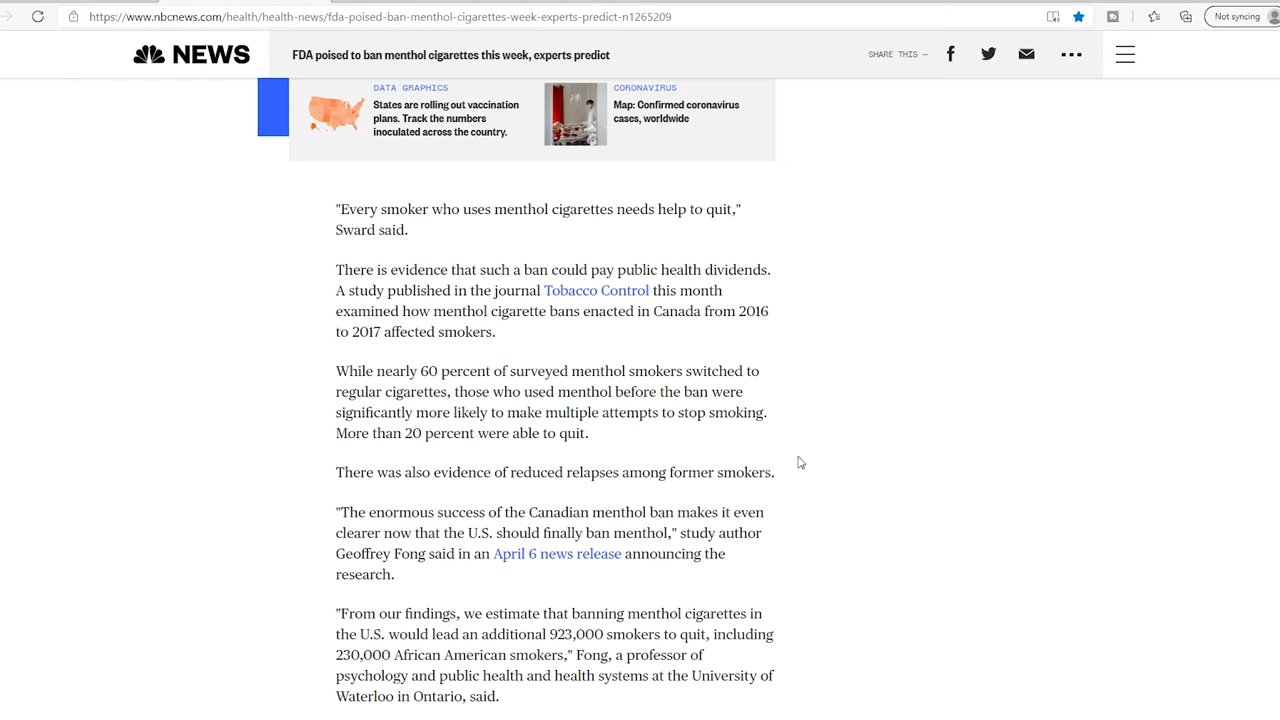 https://www.nbcnews.com/health/health-news/fda-poised-ban-menthol-cigarettes-week-experts-predict-n1265209
Not syncing
NEWS
FDA poised to ban menthol cigarettes this week, experts predict
SHARE THIS —
DATA GRAPHICS
States are rolling out vaccination
plans. Track the numbers
inoculated across the country.
CORONAVIRUS
Map: Confirmed coronavirus
cases, worldwide
"Every smoker who uses menthol cigarettes needs help to quit,"
Sward said.
There is evidence that such a ban could pay public health dividends.
A study published in the journal Tobacco Control this month
examined how menthol cigarette bans enacted in Canada from 2016
to 2017 affected smokers.
While nearly 60 percent of surveyed menthol smokers switched to
regular cigarettes, those who used menthol before the ban were
significantly more likely to make multiple attempts to stop smoking.
More than 20 percent were able to quit.
There was also evidence of reduced relapses among former smokers.
"The enormous success of the Canadian menthol ban makes it even
clearer now that the U.S. should finally ban menthol," study author
Geoffrey Fong said in an April 6 news release announcing the
research.
"From our findings, we estimate that banning menthol cigarettes in
the U.S. would lead an additional 923,000 smokers to quit, including
230,000 African American smokers," Fong, a professor of
psychology and public health and health systems at the University of
Waterloo in Ontario, said.